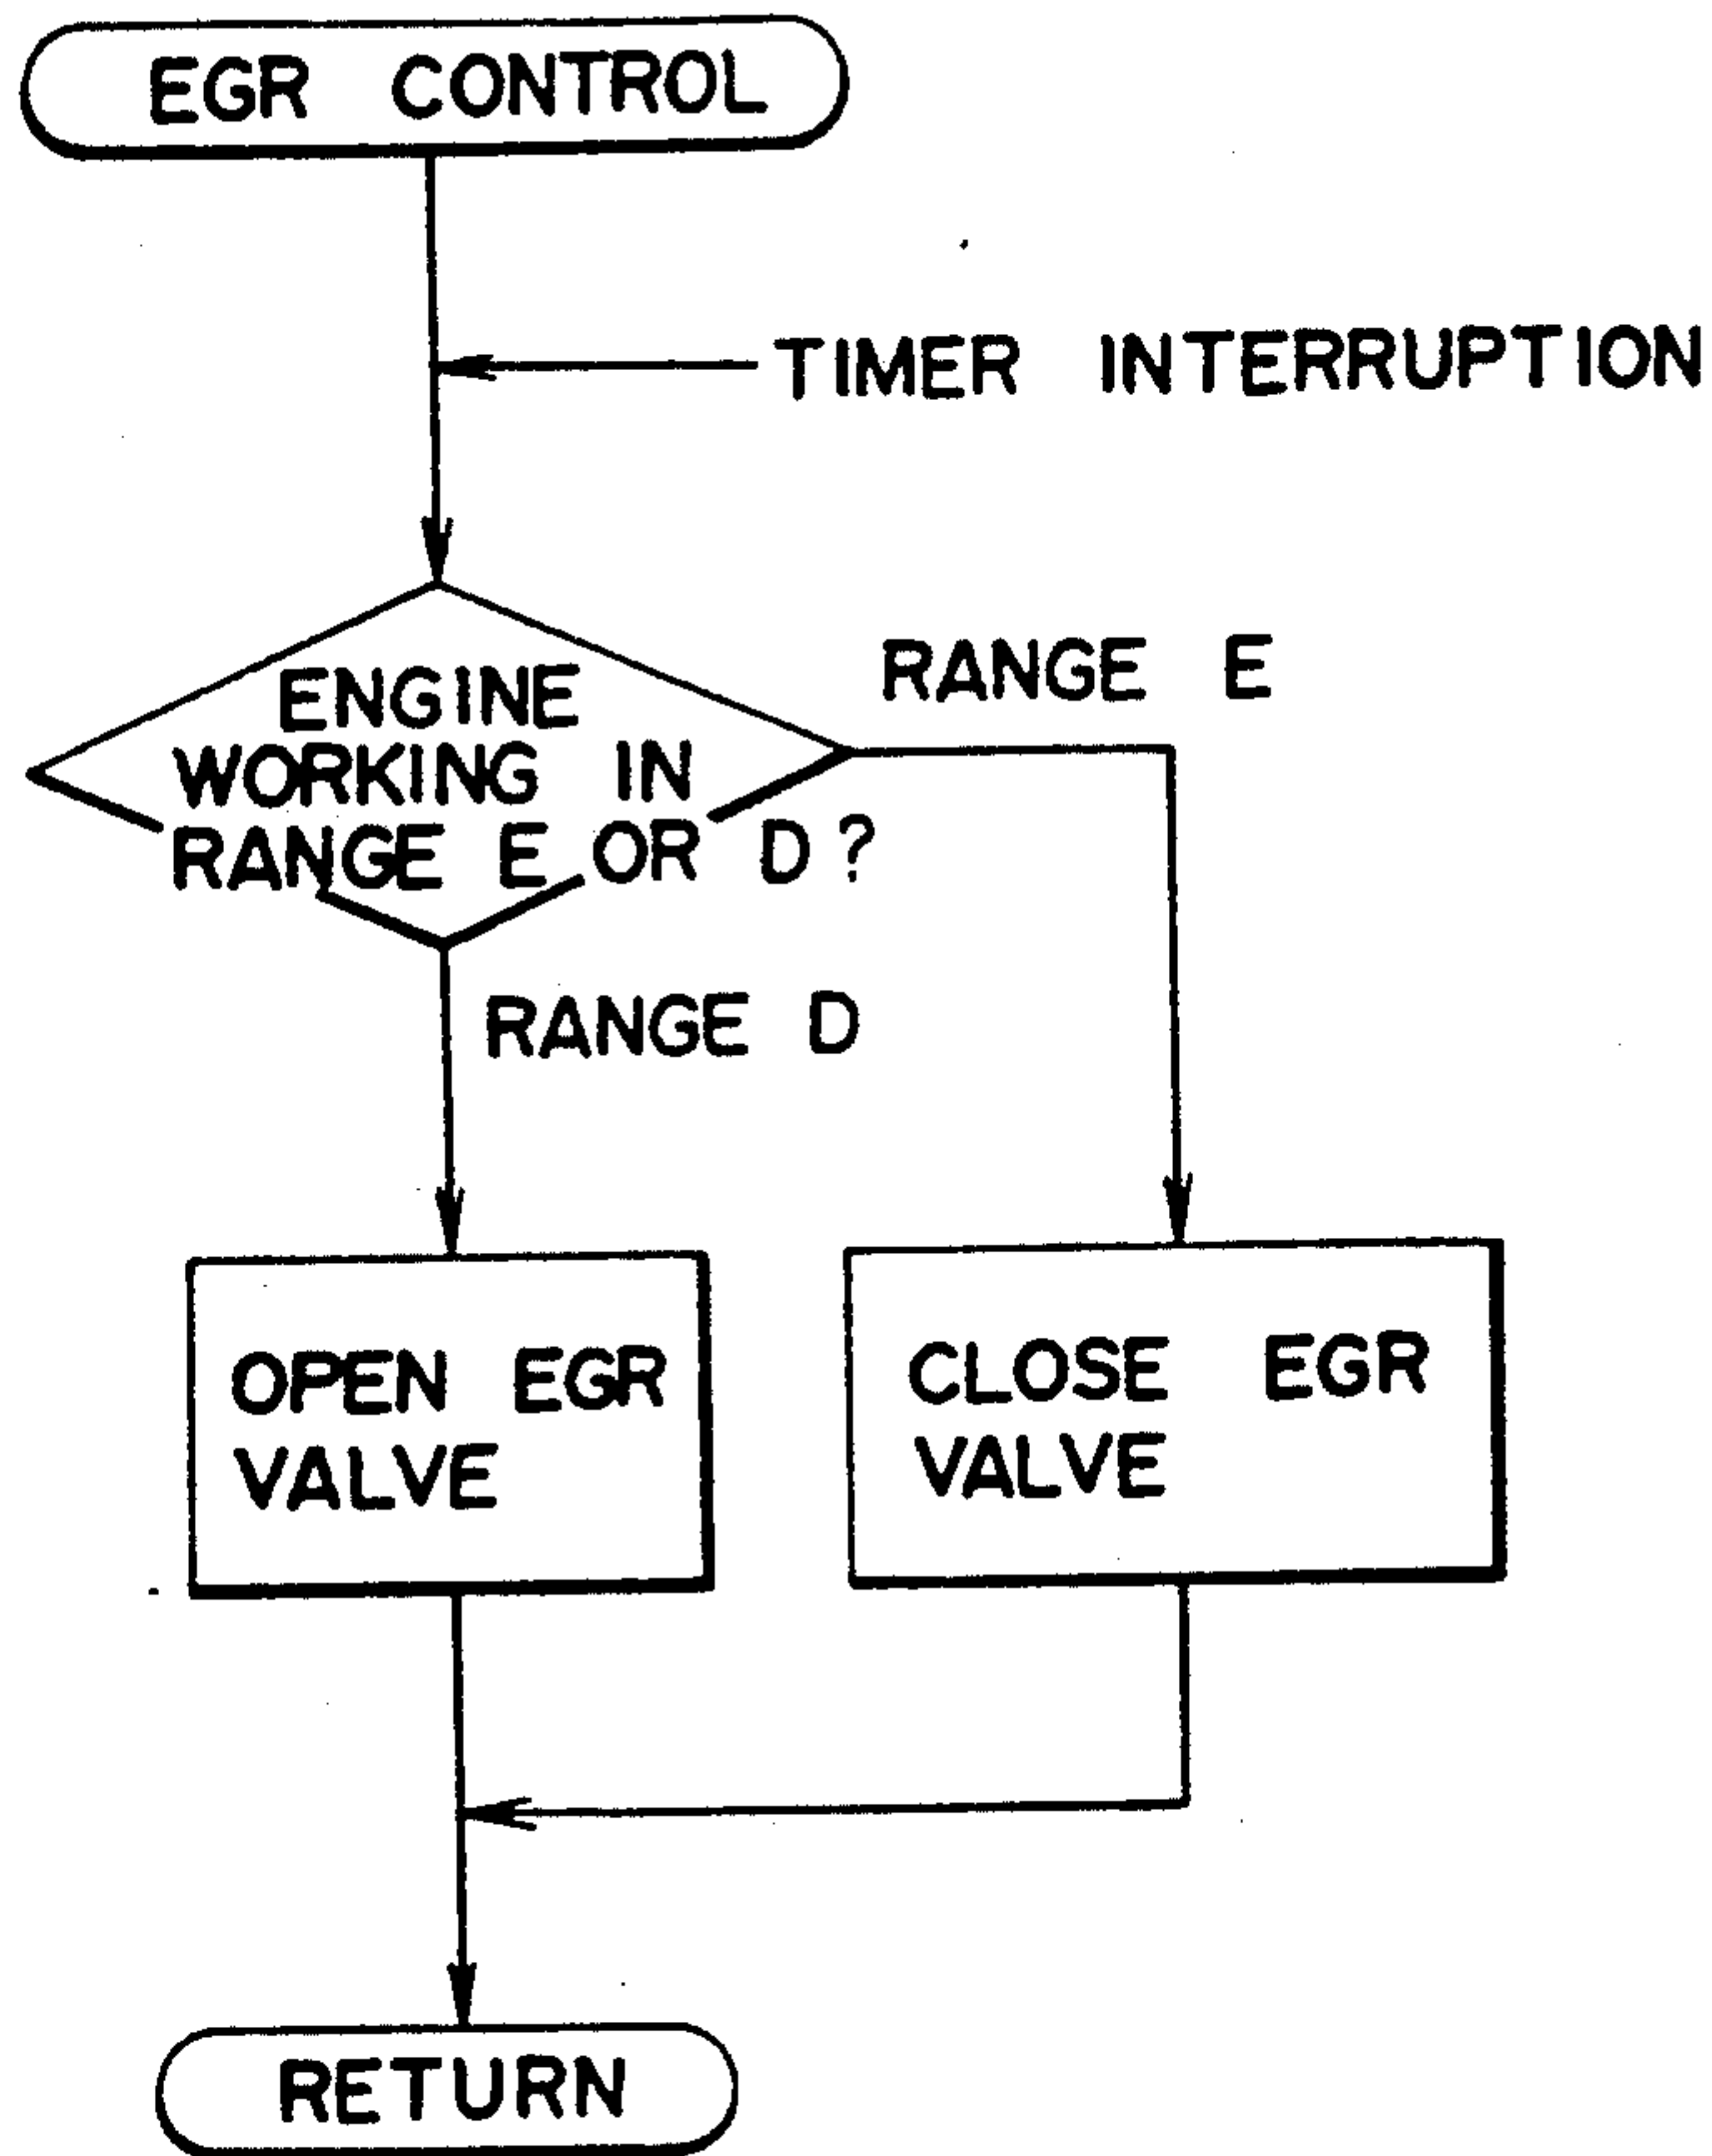 EGR CONTROL
TIMER INTERRUPTION
ENGINE
WORKING IN
RANGE E OR D?
RANGE E
RANGE D
OPEN EGR
VALVE
CLOSE EGR
VALVE
RETURN